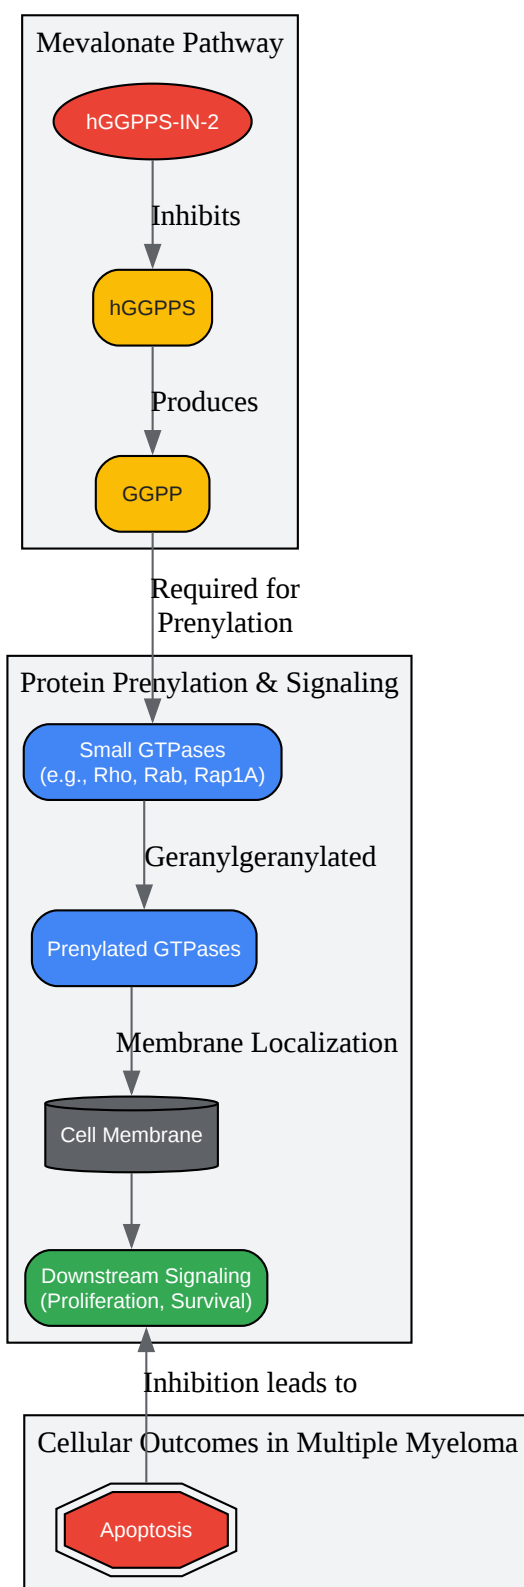 Mevalonate Pathway
hGGPPS-IN-2
Inhibits
hGGPPS
Produces
GGPP
Required for
Prenylation
Protein Prenylation & Signaling
Small GTPases
(e.g., Rho, Rab, Rap1A)
Geranylgeranylated
Prenylated GTPases
Membrane Localization
Cell Membrane
Downstream Signaling
(Proliferation, Survival)
Inhibition leads to
Cellular Outcomes in Multiple Myeloma
Apoptosis